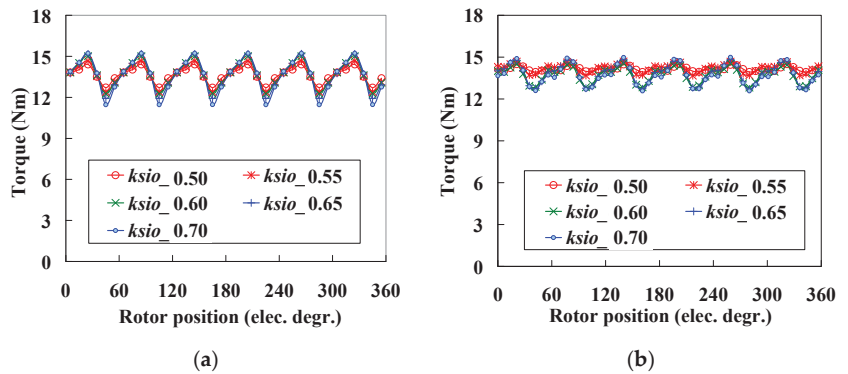 18
15
12
9
6
3
0
Torque (Nm)
ksio_ 0.50
ksio_ 0.55
ksio_ 0.60
ksio_ 0.65
ksio_ 0.70
0 60 120 180 240 300 360
Rotor position (elec. degr.)
(a)
18
15
12
9
6
3
0
Torque (Nm)
ksio_ 0.50
ksio_ 0.55
ksio_ 0.60
ksio_ 0.65
ksio_ 0.70
0 60 120 180 240 300 360
Rotor position (elec. degr.)
(b)